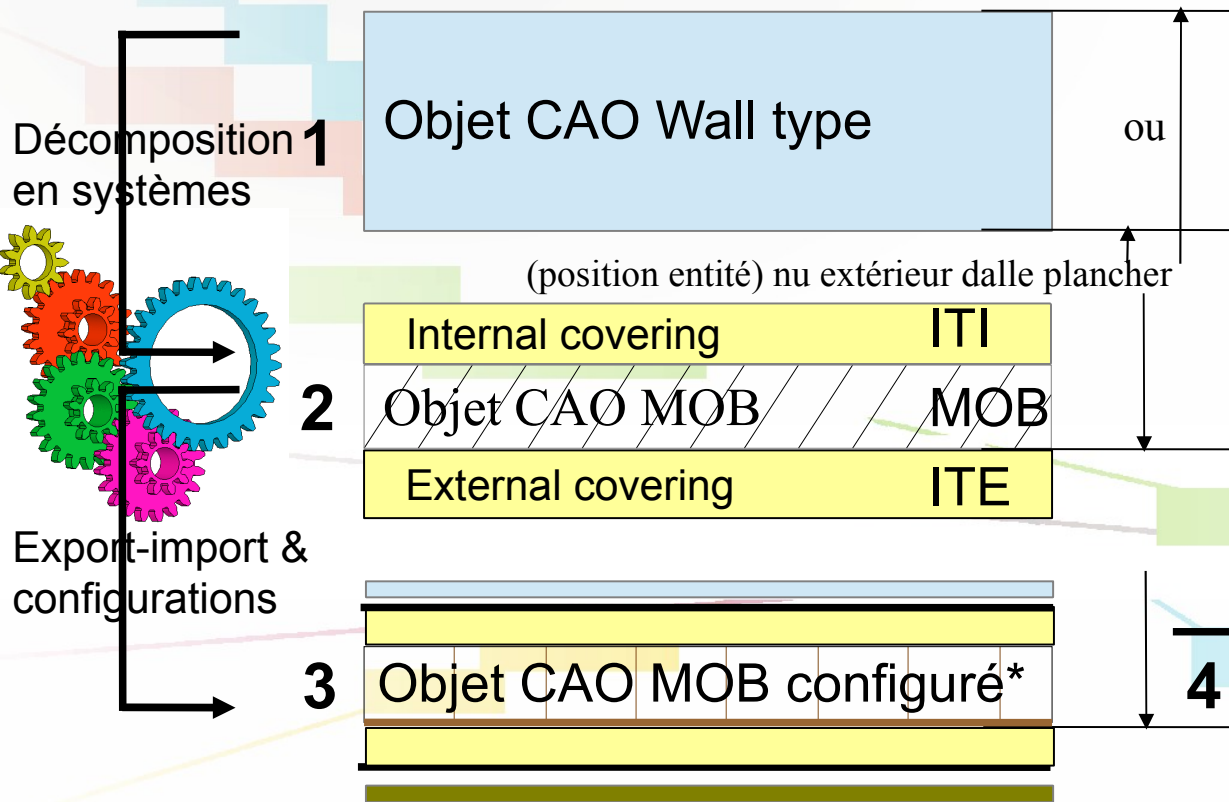 Décomposition
en systèmes
1
Objet CAO Wall type
ou
(position entité) nu extérieur dalle plancher
Internal covering ITI
2
Objet CAO MOB MOB
External covering ITE
Export-import &
configurations
3
Objet CAO MOB configuré*
4